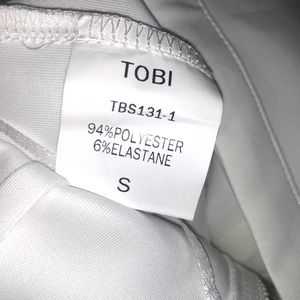 TOBI
TBS131-1
94%POLYESTER
6%ELASTANE
S